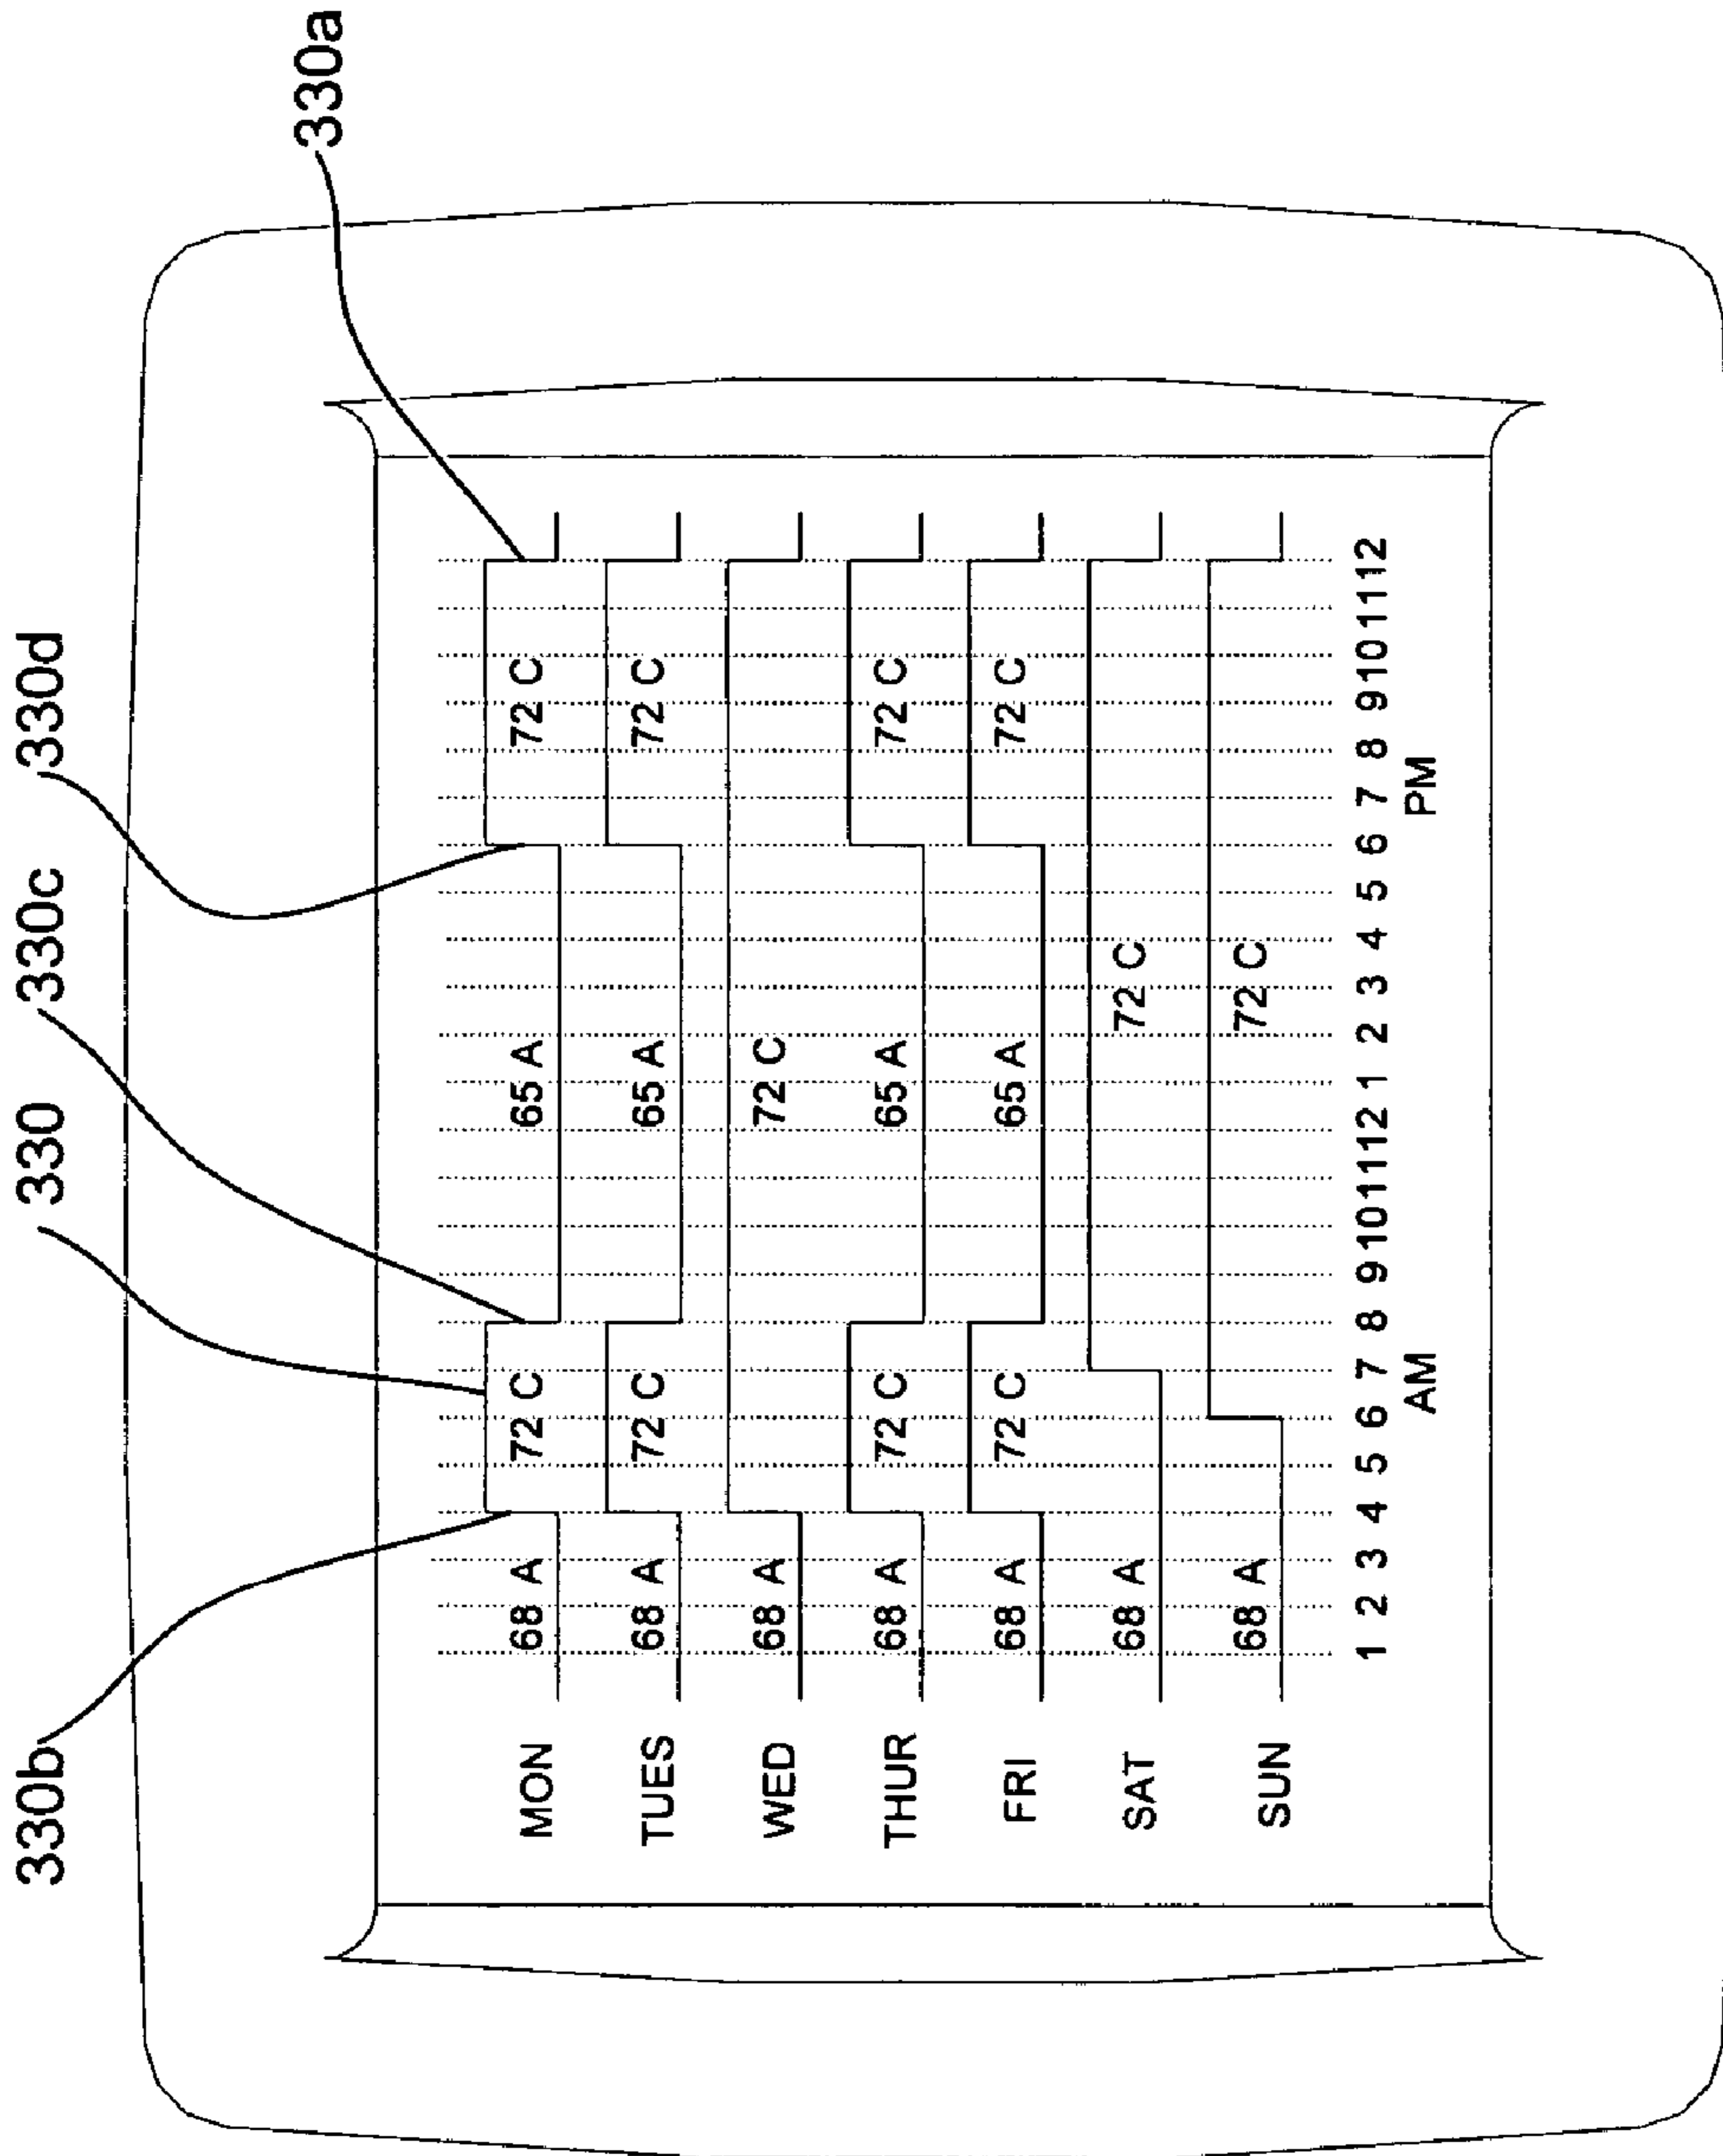 330b 330 330c 330d
330a
MON 68 A 72 C 65 A 72 C
TUES 68 A 72 C 65 A 72 C
WED 68 A 72 C
THUR 68 A 72 C 65 A 72 C
FRI 68 A 72 C 65 A 72 C
SAT 68 A 72 C
SUN 68 A 72 C
1 2 3 4 5 6 7 8 9 10 11 12 1 2 3 4 5 6 7 8 9 10 11 12
AM PM